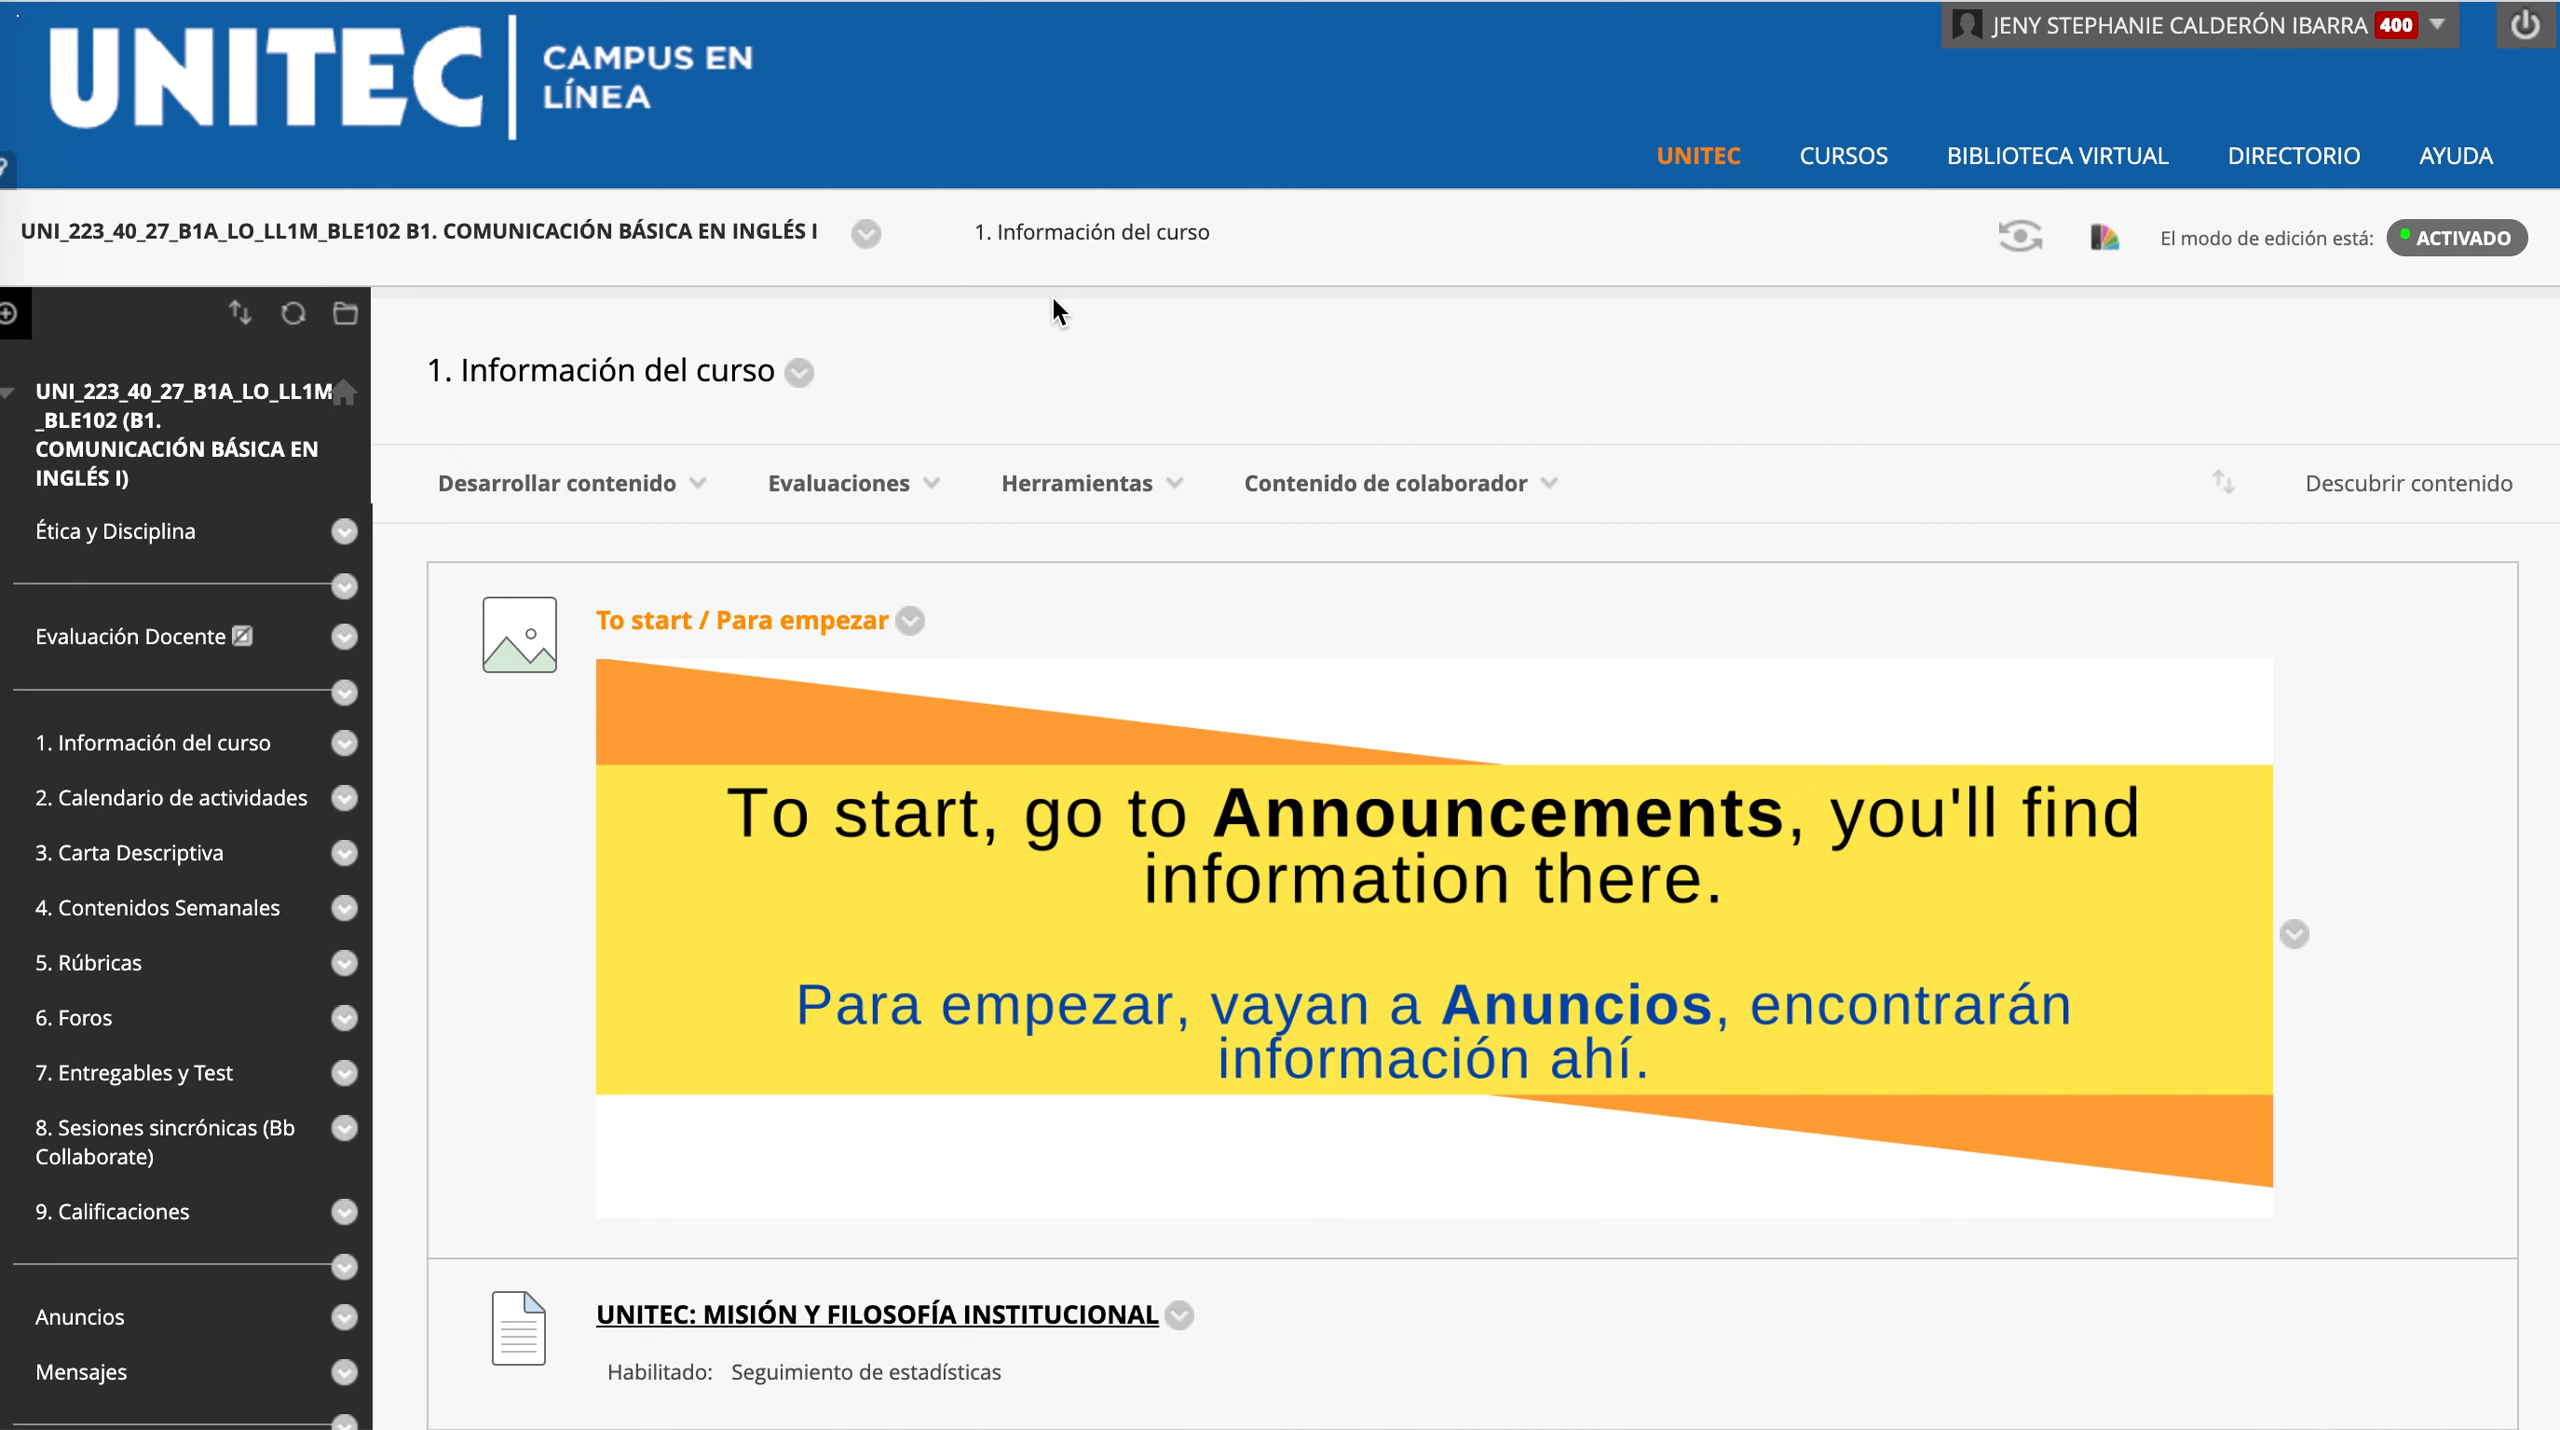 UNITEC
CAMPUS EN
LÍNEA
JENY STEPHANIE CALDERÓN IBARRA 400
UNITEC CURSOS BIBLIOTECA VIRTUAL DIRECTORIO AYUDA
UNI_223_40_27_B1A_LO_LL1M_BLE102 B1. COMUNICACIÓN BÁSICA EN INGLÉS I
1. Información del curso
El modo de edición está: ACTIVADO
UNI_223_40_27_B1A_LO_LL1M
_BLE102 (B1.
COMUNICACIÓN BÁSICA EN
INGLÉS I)
Ética y Disciplina
Evaluación Docente
1. Información del curso
2. Calendario de actividades
3. Carta Descriptiva
4. Contenidos Semanales
5. Rúbricas
6. Foros
7. Entregables y Test
8. Sesiones sincrónicas (Bb
Collaborate)
9. Calificaciones
Anuncios
Mensajes
1. Información del curso
Desarrollar contenido Evaluaciones Herramientas Contenido de colaborador Descubrir contenido
To start / Para empezar
To start, go to Announcements, you'll find
information there.
Para empezar, vayan a Anuncios, encontrarán
información ahí.
UNITEC: MISIÓN Y FILOSOFÍA INSTITUCIONAL
Habilitado: Seguimiento de estadísticas